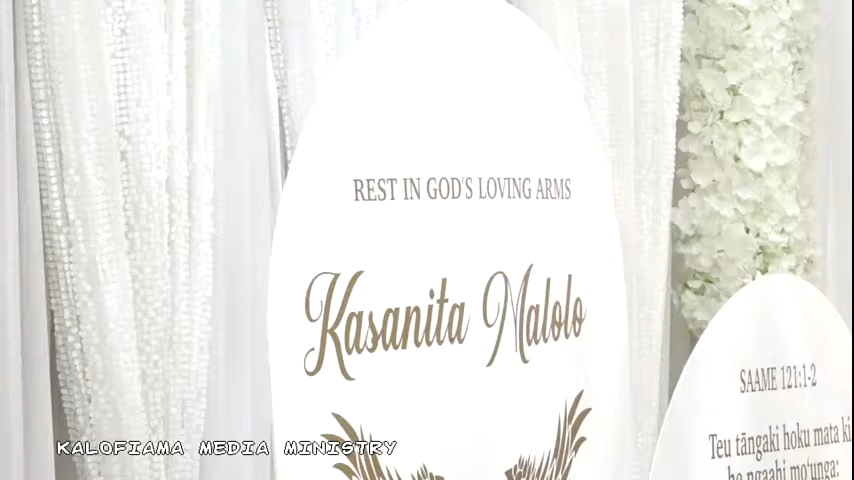 REST IN GOD'S LOVING ARMS
Kasanita Malolo
SAAME 121:1-2
Teu tāngaki hoku mata ki
he ngaahi mo'unga:
KALOFIAMA MEDIA MINISTRY